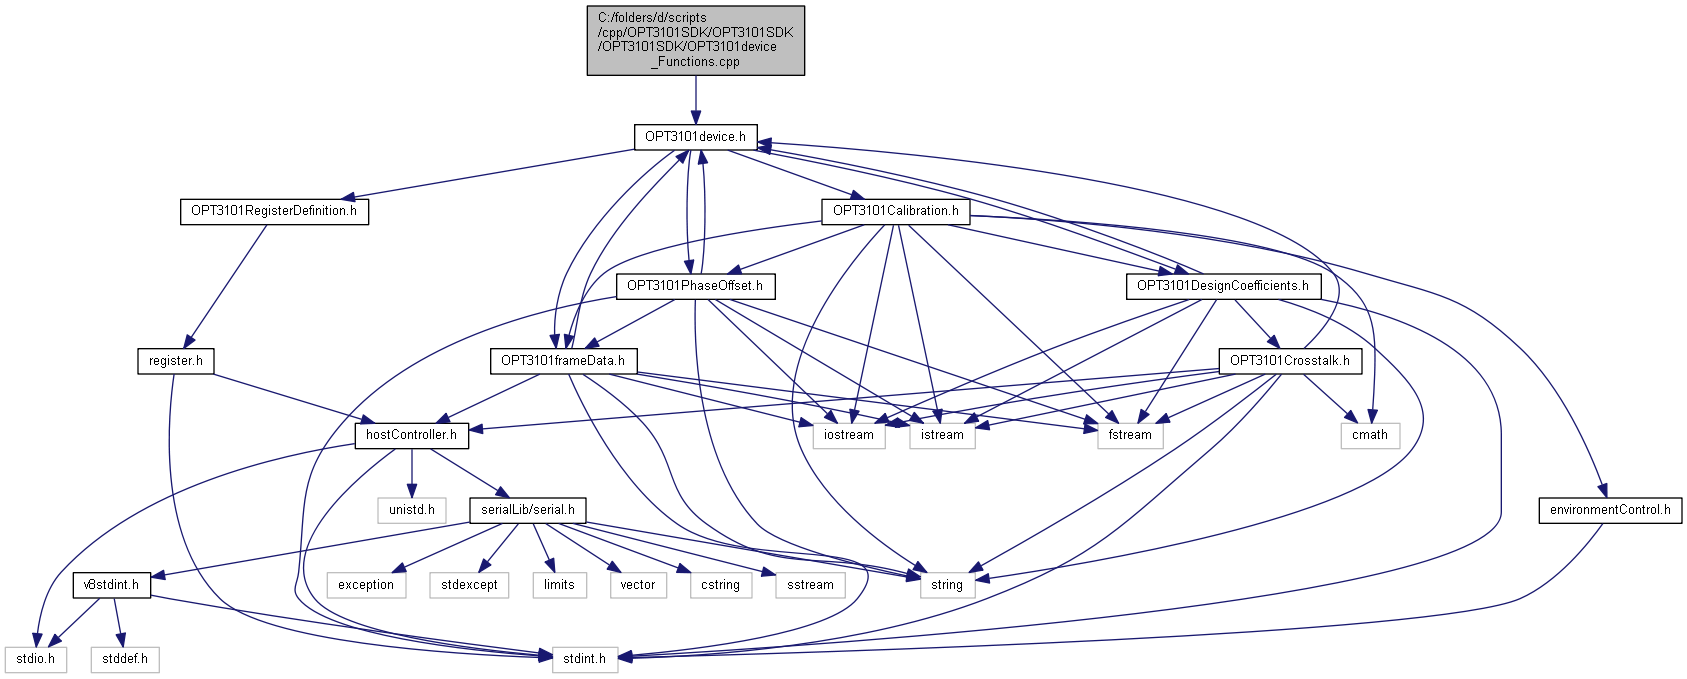 C:/folders/d/scripts
/cpp/OPT3101SDK/OPT3101SDK
/OPT3101SDK/OPT3101device
_Functions.cpp
OPT3101device.h
OPT3101RegisterDefinition.h
OPT3101Calibration.h
OPT3101PhaseOffset.h
OPT3101DesignCoefficients.h
register.h
OPT3101frameData.h
OPT3101Crosstalk.h
hostController.h
iostream
istream
fstream
cmath
unistd.h
serialLib/serial.h
environmentControl.h
v8stdint.h
exception
stdexcept
limits
vector
cstring
sstream
string
stdio.h
stddef.h
stdint.h